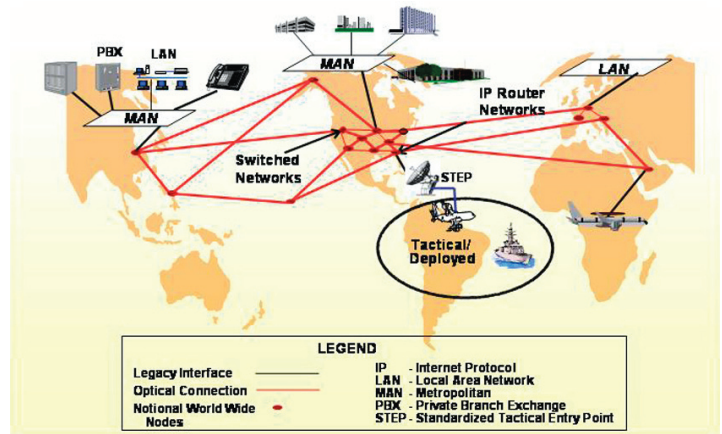 PBX
LAN
MAN
MAN
LAN
IP Router
Networks
Switched
Networks
STEP
Tactical/
Deployed
LEGEND
Legacy Interface
Optical Connection
Notional World Wide
Nodes
IP - Internet Protocol
LAN - Local Area Network
MAN - Metropolitan
PBX - Private Branch Exchange
STEP - Standardized Tactical Entry Point